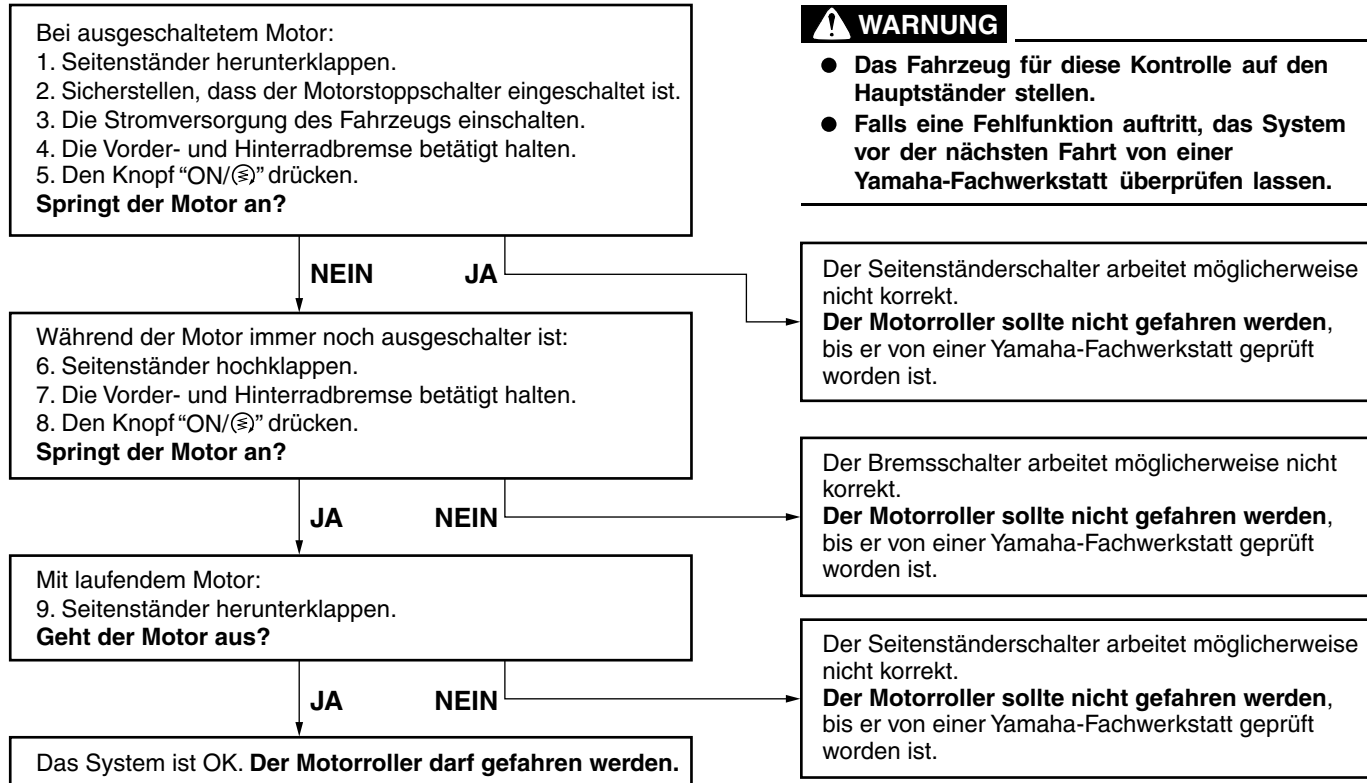 Bei ausgeschaltetem Motor:
1. Seitenständer herunterklappen.
2. Sicherstellen, dass der Motorstoppschalter eingeschaltet ist.
3. Die Stromversorgung des Fahrzeugs einschalten.
4. Die Vorder- und Hinterradbremse betätigt halten.
5. Den Knopf “ON/” drücken.
Springt der Motor an?
WARNUNG
● Das Fahrzeug für diese Kontrolle auf den
Hauptständer stellen.
● Falls eine Fehlfunktion auftritt, das System
vor der nächsten Fahrt von einer
Yamaha-Fachwerkstatt überprüfen lassen.
NEIN JA
Der Seitenständerschalter arbeitet möglicherweise
nicht korrekt.
Der Motorroller sollte nicht gefahren werden,
bis er von einer Yamaha-Fachwerkstatt geprüft
worden ist.
Während der Motor immer noch ausgeschalter ist:
6. Seitenständer hochklappen.
7. Die Vorder- und Hinterradbremse betätigt halten.
8. Den Knopf “ON/” drücken.
Springt der Motor an?
JA NEIN
Der Bremsschalter arbeitet möglicherweise nicht
korrekt.
Der Motorroller sollte nicht gefahren werden,
bis er von einer Yamaha-Fachwerkstatt geprüft
worden ist.
Mit laufendem Motor:
9. Seitenständer herunterklappen.
Geht der Motor aus?
JA NEIN
Der Seitenständerschalter arbeitet möglicherweise
nicht korrekt.
Der Motorroller sollte nicht gefahren werden,
bis er von einer Yamaha-Fachwerkstatt geprüft
worden ist.
Das System ist OK. Der Motorroller darf gefahren werden.